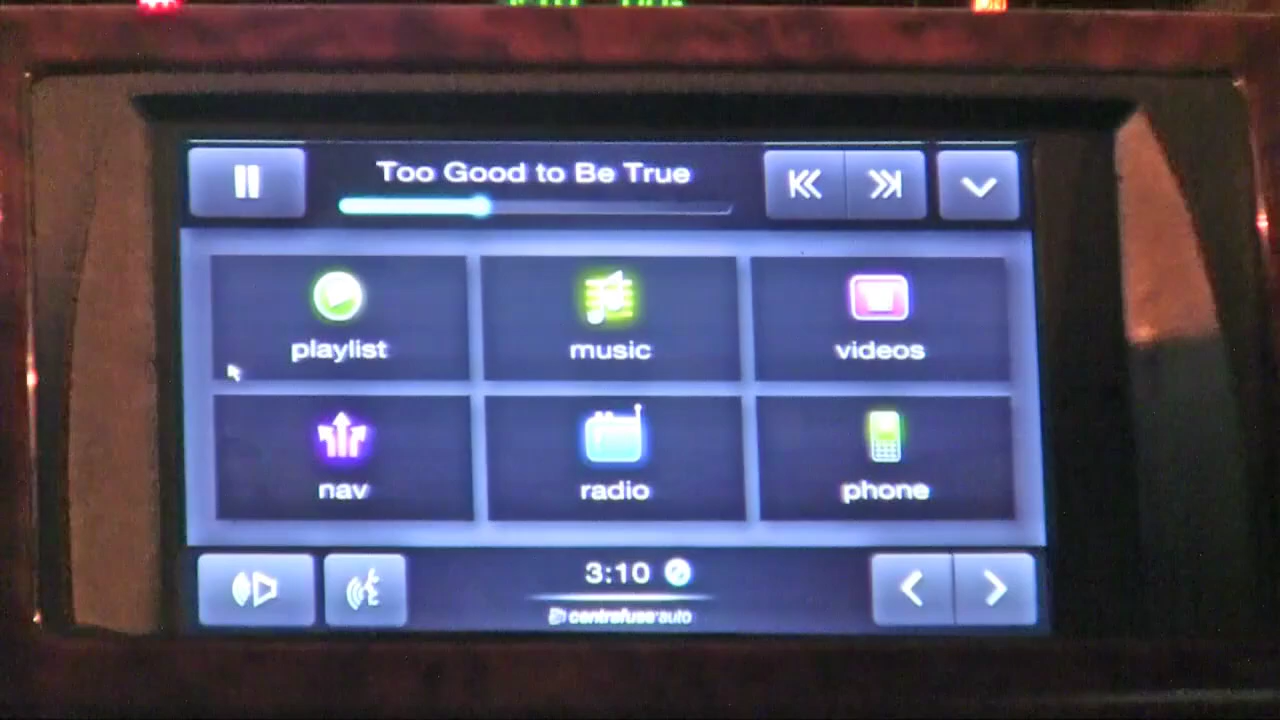 Too Good to Be True
playlist
music
videos
nav
radio
phone
3:10
centrafuse auto